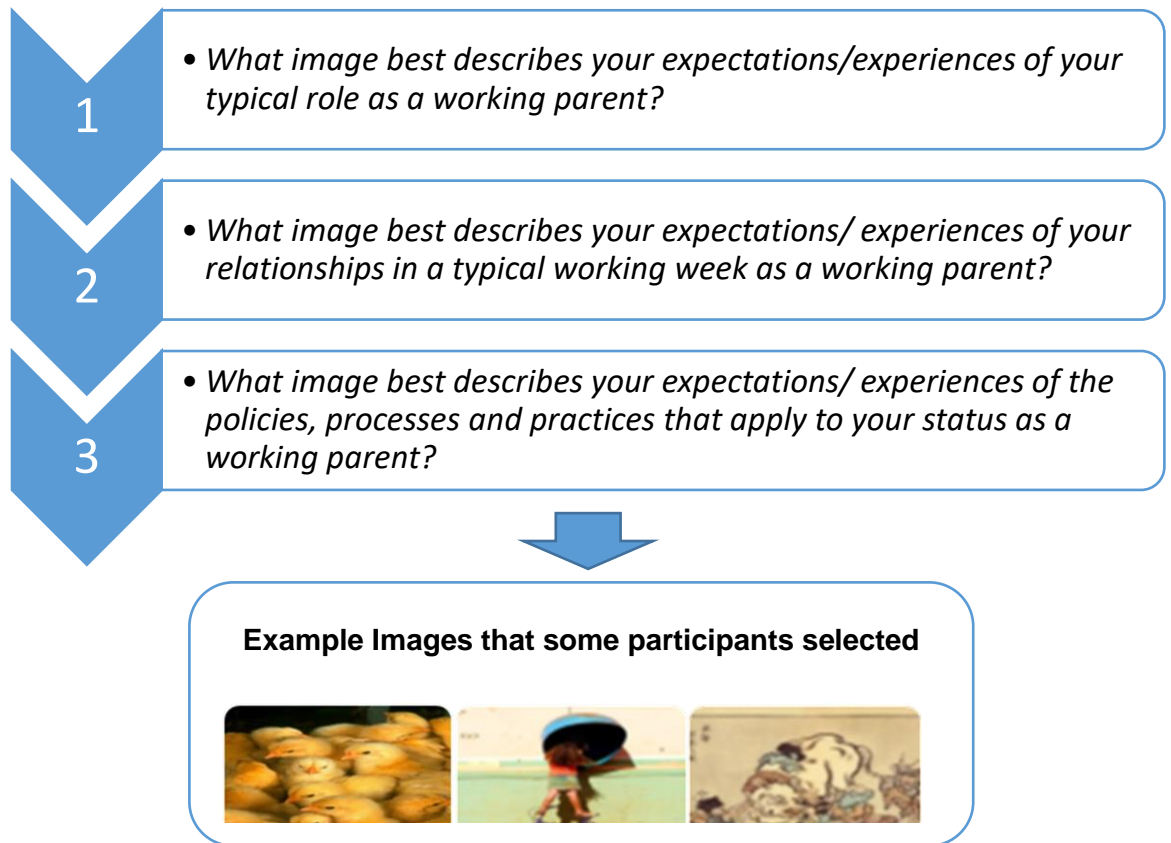 1
• What image best describes your expectations/experiences of your
typical role as a working parent?
2
• What image best describes your expectations/ experiences of your
relationships in a typical working week as a working parent?
3
• What image best describes your expectations/ experiences of the
policies, processes and practices that apply to your status as a
working parent?
Example Images that some participants selected